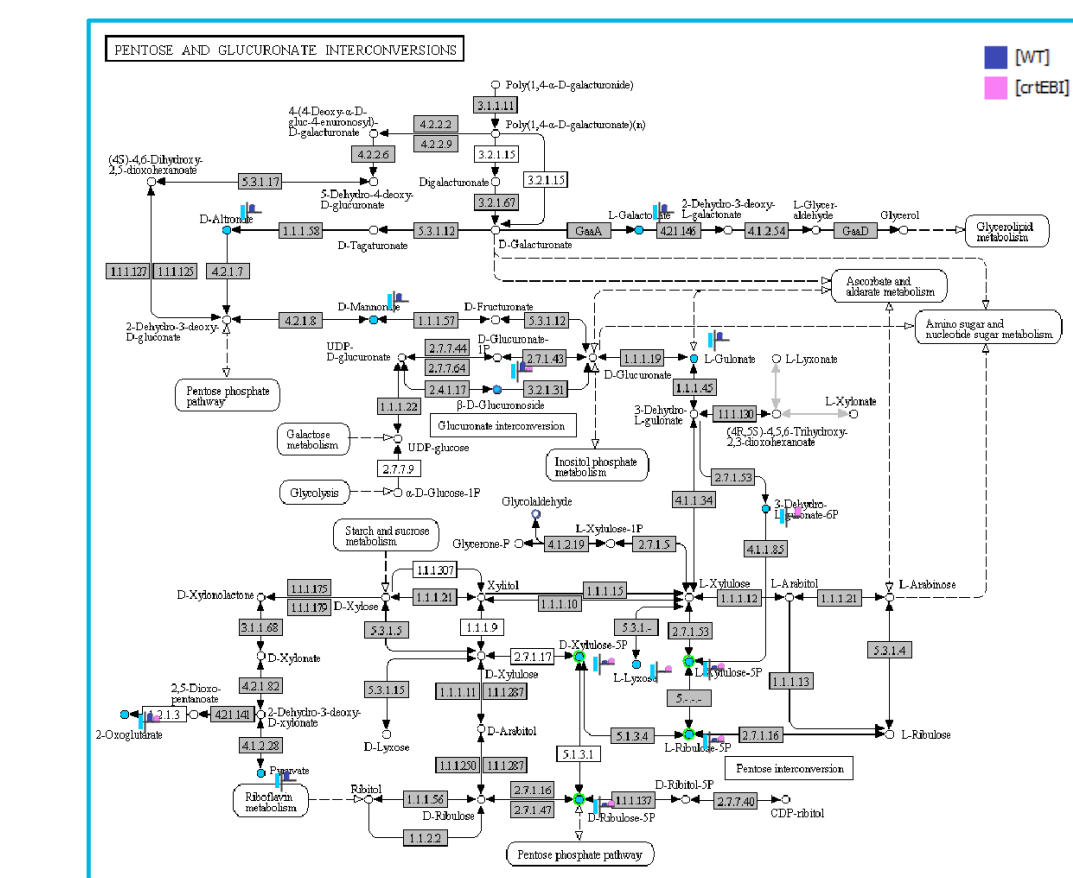 PENTOSE AND GLUCURONATE INTERCONVERSIONS
[WT]
[crtEBI]
Poly(1,4-α-D-galacturonide)
3.1.1.11
4-(4-Deoxy-α-D-
gluc-4-enuronosyl)-
D-galacturonate
4.2.2.2
4.2.2.9
Poly(1,4-α-D-galacturonate)(n)
4.2.2.6
3.2.1.15
3.2.1.15
(4S)-4,6-Dihydroxy-
2,5-dioxohexanoate
5.3.1.17
5-Dehydro-4-deoxy-
D-glucuronate
Digalacturonate
3.2.1.67
D-Altronate
1.1.1.58
D-Tagaturonate
5.3.1.12
D-Galacturonate
GaaA
L-Galactonate
4.2.1.146
2-Dehydro-3-deoxy-
L-galactonate
4.1.2.54
L-Glycer-
aldehyde
GaaD
Glycerol
Glycerolipid
metabolism
1.1.1.127
1.1.1.125
4.2.1.7
Ascorbate and
aldarate metabolism
Amino sugar and
nucleotide sugar metabolism
2-Dehydro-3-deoxy-
D-gluconate
4.2.1.8
D-Mannonate
1.1.1.57
D-Fructuronate
5.3.1.12
UDP-
D-glucuronate
2.7.7.44
2.7.7.64
D-Glucuronate-
1P
2.7.1.43
D-Glucuronate
1.1.1.19
L-Gulonate
L-Lyxonate
2.4.1.17
β-D-Glucuronoside
3.2.1.31
1.1.1.45
L-Xylonate
Pentose phosphate
pathway
1.1.1.22
Glucuronate interconversion
3-Dehydro-
L-gulonate
1.1.1.130
(4R,5S)-4,5,6-Trihydroxy-
2,3-dioxohexanoate
Galactose
metabolism
UDP-glucose
2.7.7.9
Inositol phosphate
metabolism
2.7.1.53
Glycolysis
α-D-Glucose-1P
Glycolaldehyde
4.1.1.34
3-Dehydro-
L-gulonate-6P
Starch and sucrose
metabolism
Glycerone-P
4.1.2.19
L-Xylulose-1P
2.7.1.5
4.1.1.85
1.1.1.307
D-Xylonolactone
1.1.1.175
1.1.1.179
D-Xylose
1.1.1.21
Xylitol
1.1.1.15
1.1.1.10
L-Xylulose
1.1.1.12
L-Arabitol
1.1.1.21
L-Arabinose
3.1.1.68
5.3.1.5
1.1.1.9
5.3.1.-
2.7.1.53
D-Xylonate
D-Xylulose
2.7.1.17
D-Xylulose-5P
L-Lyxose
L-Xylulose-5P
5.3.1.4
4.2.1.82
5.3.1.15
1.1.1.11
1.1.1.287
5.-.-.-
1.1.1.13
2,5-Dioxo-
pentanoate
1.2.1.3
4.2.1.141
2-Dehydro-3-deoxy-
D-xylonate
2-Oxoglutarate
D-Lyxose
D-Arabitol
5.1.3.4
L-Ribulose-5P
2.7.1.16
L-Ribulose
4.1.2.28
1.1.1.250
1.1.1.287
5.1.3.1
Pentose interconversion
Pyruvate
Riboflavin
metabolism
Ribitol
1.1.1.56
D-Ribulose
2.7.1.16
2.7.1.47
D-Ribulose-5P
1.1.1.137
D-Ribitol-5P
2.7.7.40
CDP-ribitol
1.1.2.2
Pentose phosphate pathway